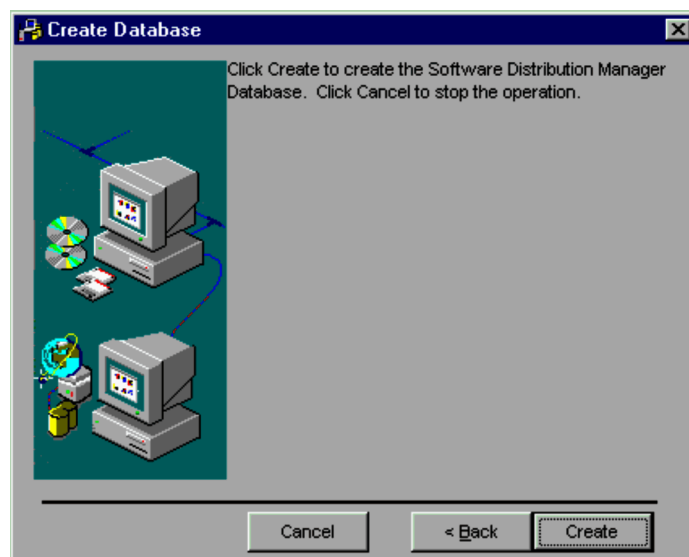 Create Database
Click Create to create the Software Distribution Manager
Database. Click Cancel to stop the operation.
Cancel
< Back
Create